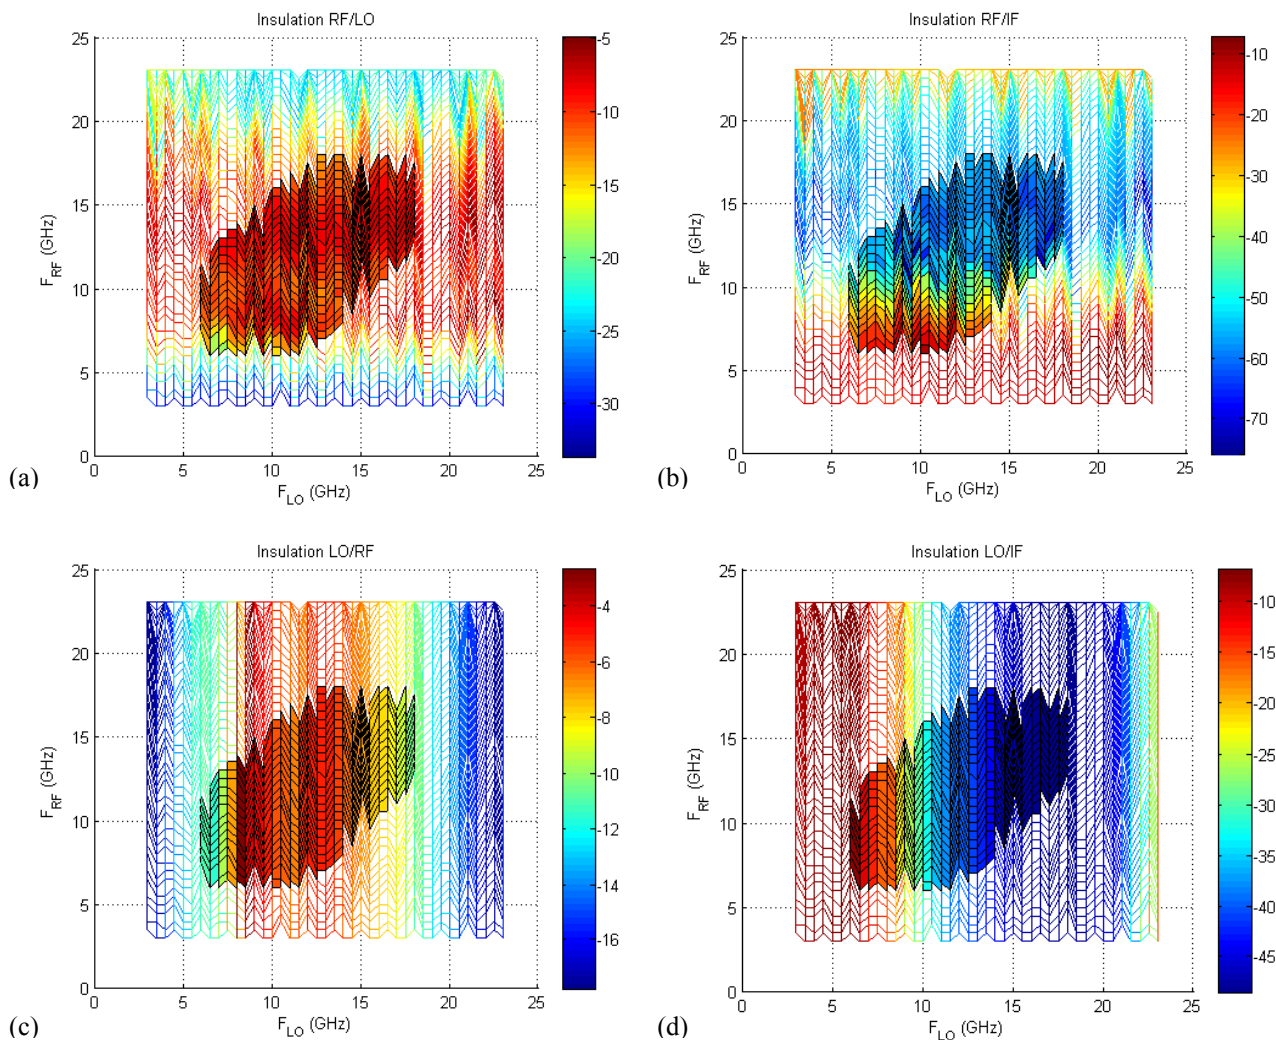 Insulation RF/LO
25
20
15
10
5
0
F_RF (GHz)
0 5 10 15 20 25
F_LO (GHz)
-5
-10
-15
-20
-25
-30
(a)
Insulation RF/IF
25
20
15
10
5
0
F_RF (GHz)
0 5 10 15 20 25
F_LO (GHz)
-10
-20
-30
-40
-50
-60
-70
(b)
Insulation LO/RF
25
20
15
10
5
0
F_RF (GHz)
0 5 10 15 20 25
F_LO (GHz)
-4
-6
-8
-10
-12
-14
-16
(c)
Insulation LO/IF
25
20
15
10
5
0
F_RF (GHz)
0 5 10 15 20 25
F_LO (GHz)
-10
-15
-20
-25
-30
-35
-40
-45
(d)